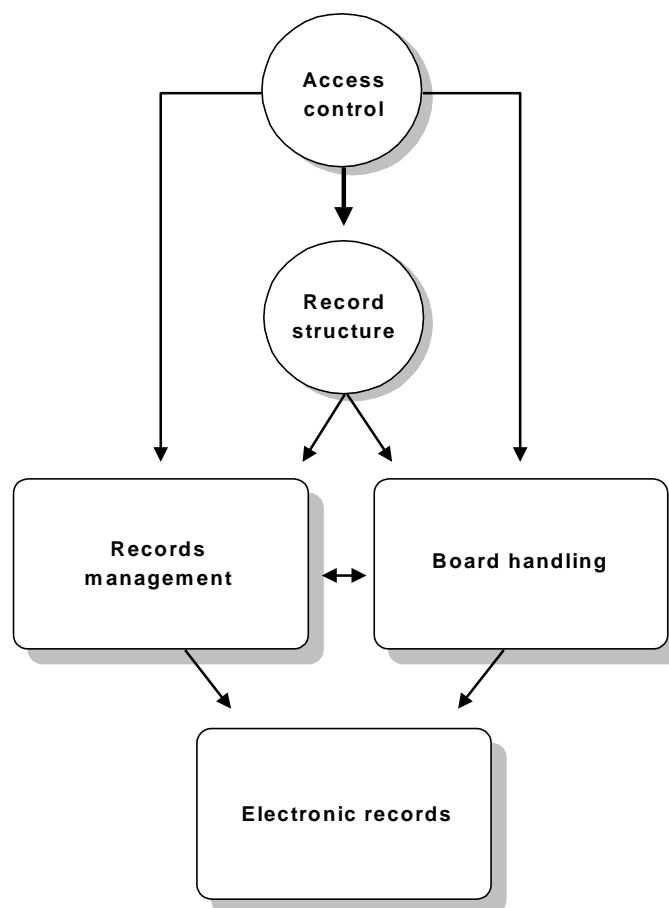 Access
control
Record
structure
Records
management
Board handling
Electronic records